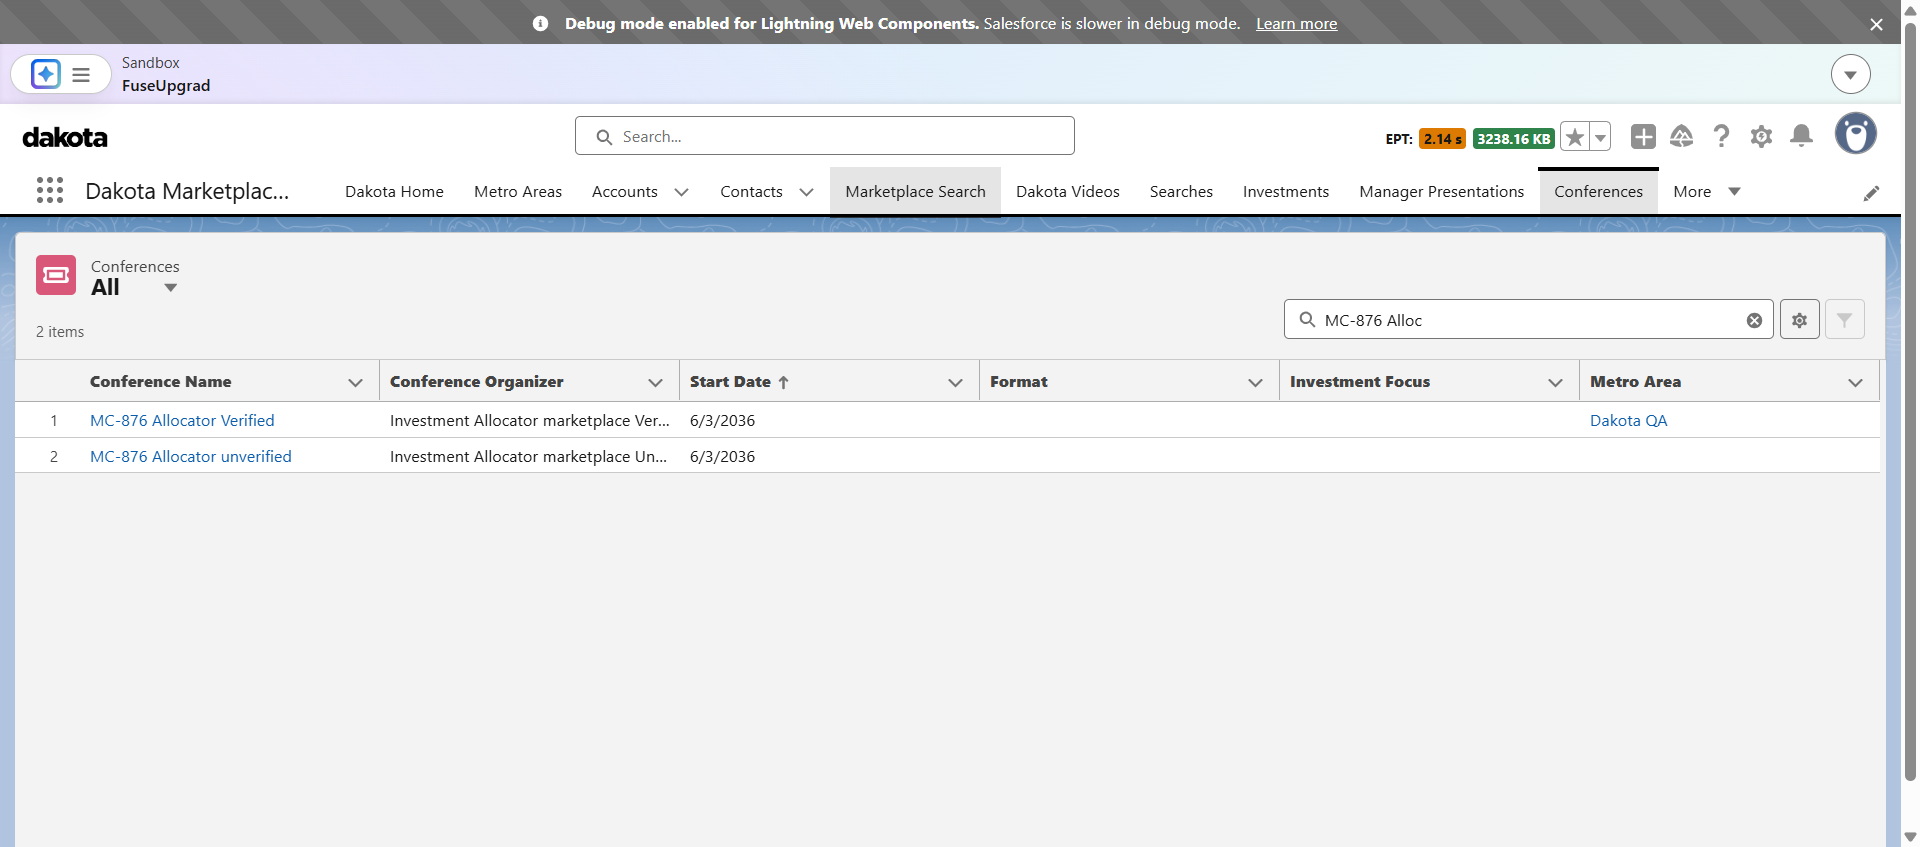 Debug mode enabled for Lightning Web Components. Salesforce is slower in debug mode. Learn more
Sandbox
FuseUpgrad
dakota
Search...
EPT: 2.14 s 3238.16 KB
Dakota Marketplac...
Dakota Home
Metro Areas
Accounts
Contacts
Marketplace Search
Dakota Videos
Searches
Investments
Manager Presentations
Conferences
More
Conferences
All
2 items
MC-876 Alloc
Conference Name Conference Organizer Start Date Format Investment Focus Metro Area
1 MC-876 Allocator Verified Investment Allocator marketplace Ver... 6/3/2036 Dakota QA
2 MC-876 Allocator unverified Investment Allocator marketplace Un... 6/3/2036